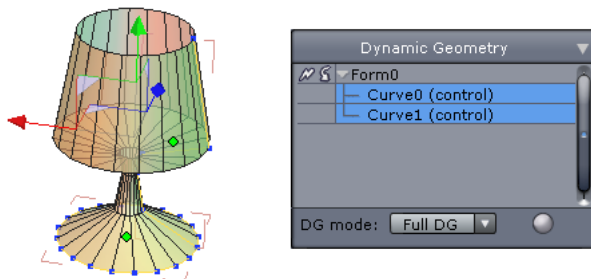 Dynamic Geometry
Form0
Curve0 (control)
Curve1 (control)
DG mode: Full DG